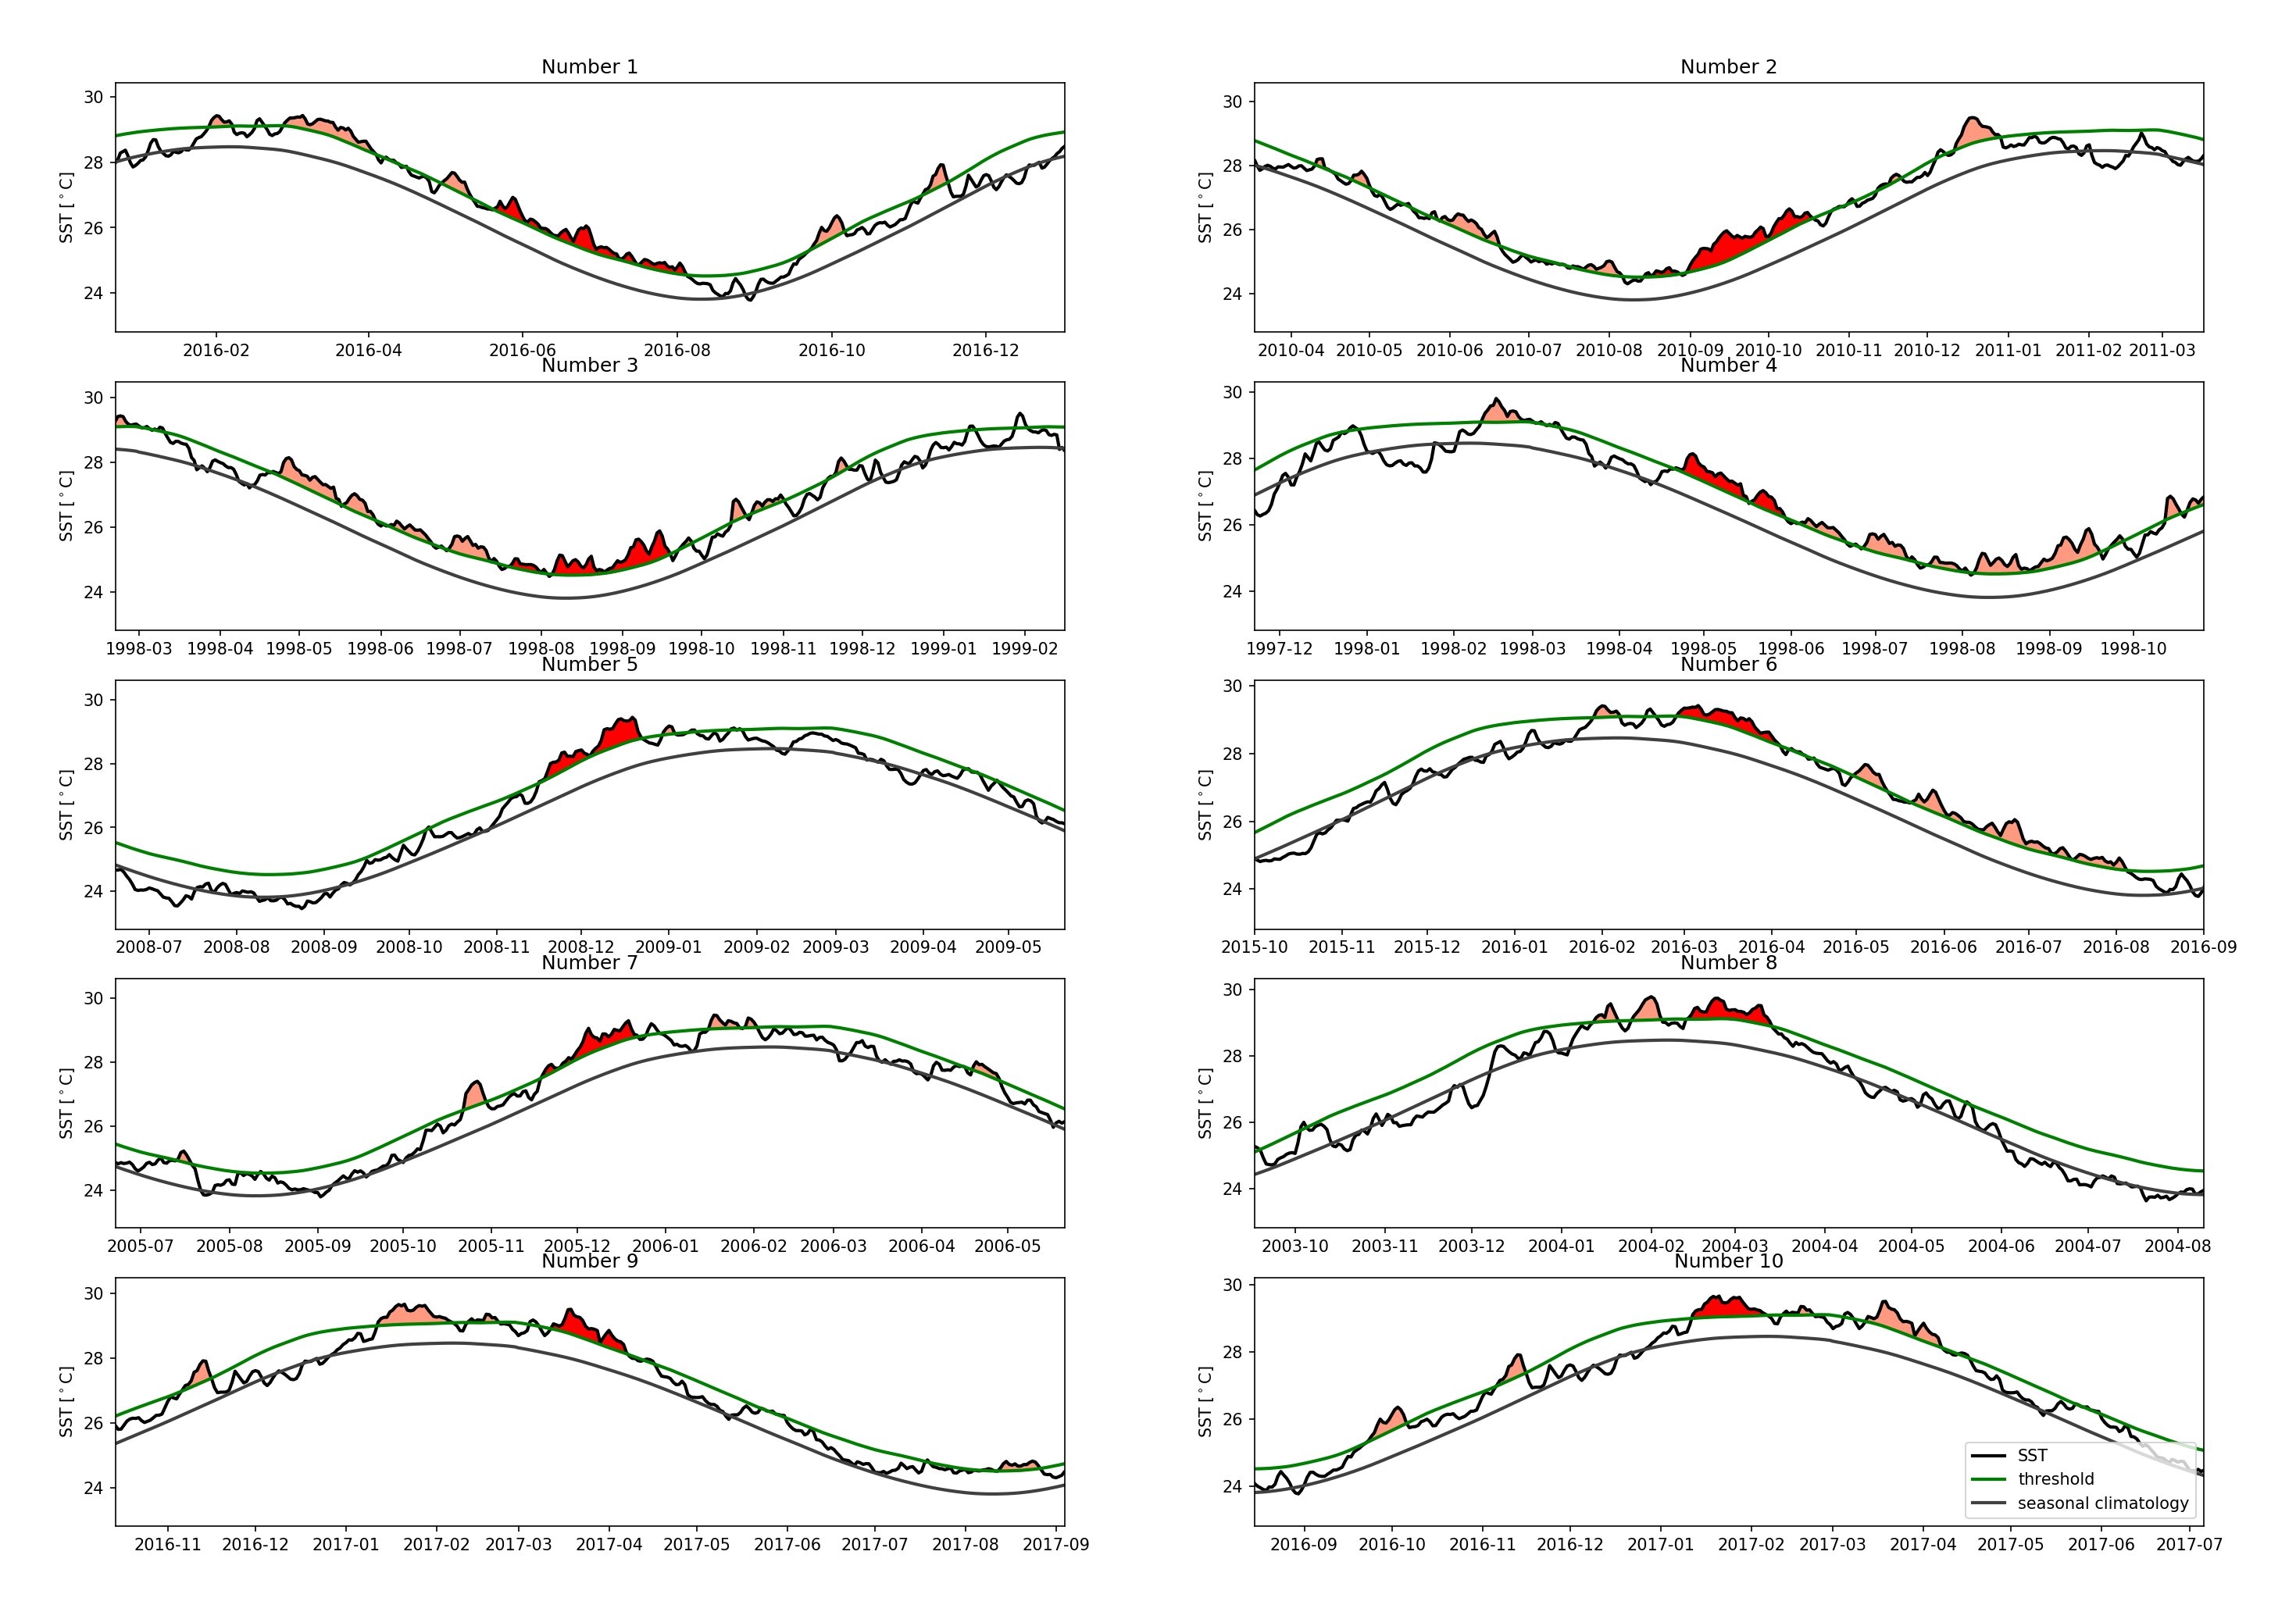 Number 1
30
28
26
24
SST [°C]
2016-02 2016-04 2016-06 2016-08 2016-10 2016-12
Number 2
30
28
26
24
SST [°C]
2010-04 2010-05 2010-06 2010-07 2010-08 2010-09 2010-10 2010-11 2010-12 2011-01 2011-02 2011-03
Number 3
30
28
26
24
SST [°C]
1998-03 1998-04 1998-05 1998-06 1998-07 1998-08 1998-09 1998-10 1998-11 1998-12 1999-01 1999-02
Number 4
30
28
26
24
SST [°C]
1997-12 1998-01 1998-02 1998-03 1998-04 1998-05 1998-06 1998-07 1998-08 1998-09 1998-10
Number 5
30
28
26
24
SST [°C]
2008-07 2008-08 2008-09 2008-10 2008-11 2008-12 2009-01 2009-02 2009-03 2009-04 2009-05
Number 6
30
28
26
24
SST [°C]
2015-10 2015-11 2015-12 2016-01 2016-02 2016-03 2016-04 2016-05 2016-06 2016-07 2016-08 2016-09
Number 7
30
28
26
24
SST [°C]
2005-07 2005-08 2005-09 2005-10 2005-11 2005-12 2006-01 2006-02 2006-03 2006-04 2006-05
Number 8
30
28
26
24
SST [°C]
2003-10 2003-11 2003-12 2004-01 2004-02 2004-03 2004-04 2004-05 2004-06 2004-07 2004-08
Number 9
30
28
26
24
SST [°C]
2016-11 2016-12 2017-01 2017-02 2017-03 2017-04 2017-05 2017-06 2017-07 2017-08 2017-09
Number 10
30
28
26
24
SST [°C]
SST
threshold
seasonal climatology
2016-09 2016-10 2016-11 2016-12 2017-01 2017-02 2017-03 2017-04 2017-05 2017-06 2017-07